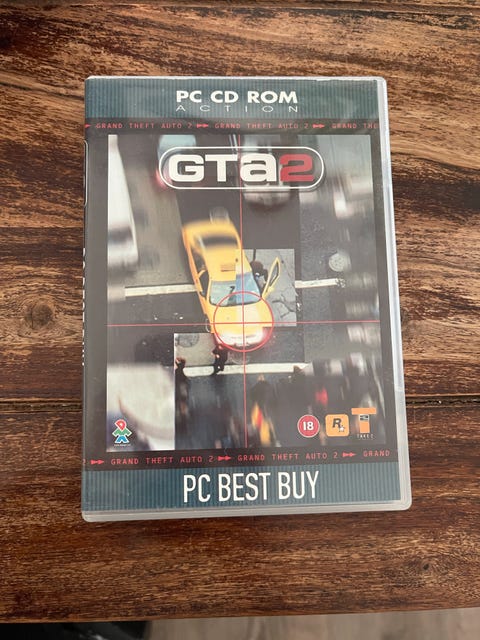 PC CD ROM
ACTION
GRAND THEFT AUTO 2 GRAND THEFT AUTO 2 GRAND THE
GTa2
18
R
TAKE 2
GRAND THEFT AUTO 2 GRAND THEFT AUTO 2 GRAND
PC BEST BUY